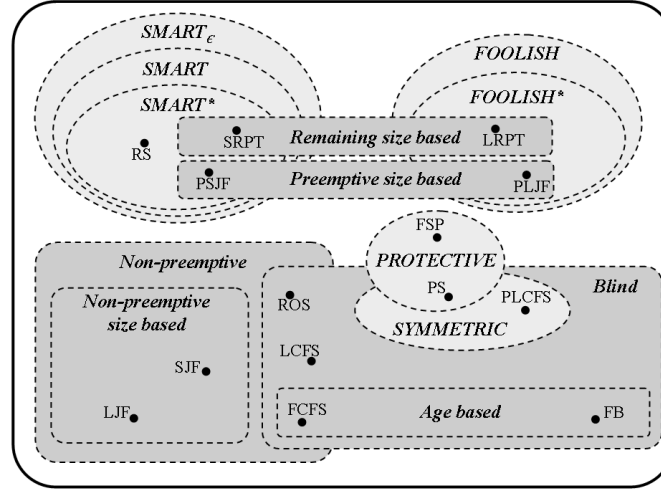 SMARTϵ
SMART
SMART*
FOOLISH
FOOLISH*
RS
SRPT
Remaining size based
LRPT
PSJF
Preemptive size based
PLJF
FSP
PROTECTIVE
Non-preemptive
Blind
PS
PLCFS
Non-preemptive
size based
ROS
SYMMETRIC
LCFS
SJF
LJF
FCFS
Age based
FB